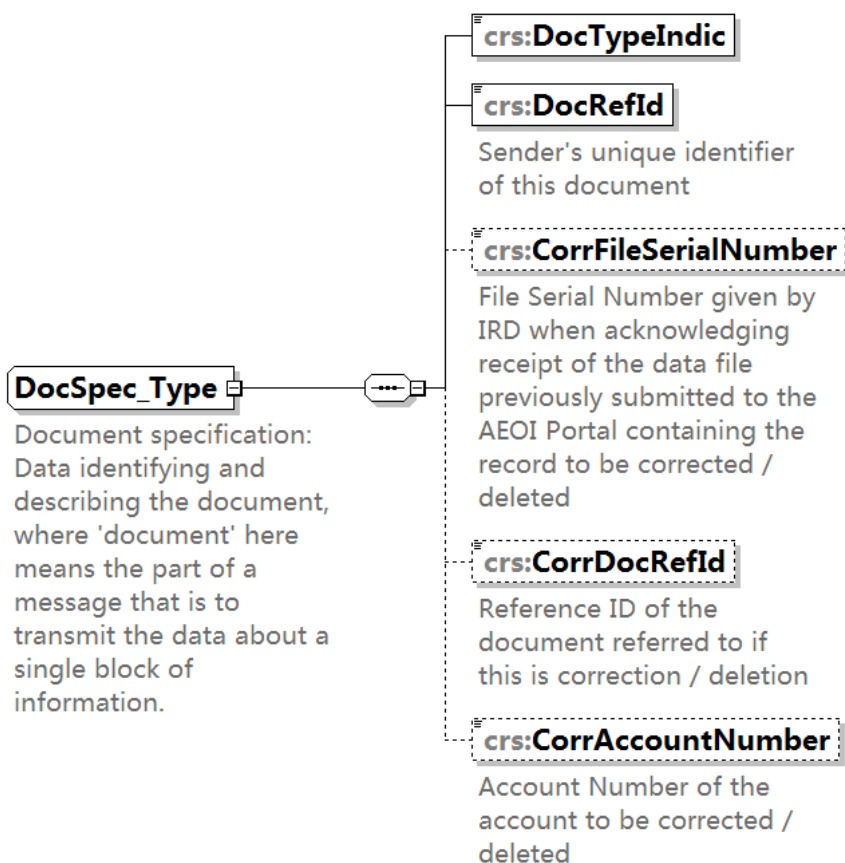 DocSpec_Type
Document specification:
Data identifying and
describing the document,
where 'document' here
means the part of a
message that is to
transmit the data about a
single block of
information.
crs:DocTypeIndic
crs:DocRefId
Sender's unique identifier
of this document
crs:CorrFileSerialNumber
File Serial Number given by
IRD when acknowledging
receipt of the data file
previously submitted to the
AEOI Portal containing the
record to be corrected /
deleted
crs:CorrDocRefId
Reference ID of the
document referred to if
this is correction / deletion
crs:CorrAccountNumber
Account Number of the
account to be corrected /
deleted